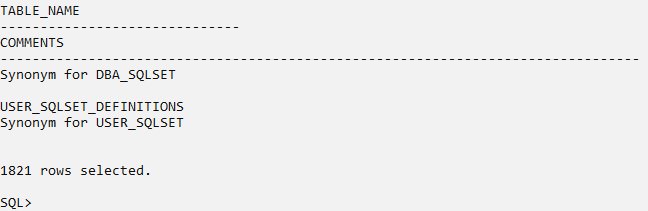 TABLE_NAME
------------------------------
COMMENTS
--------------------------------------------------------------------------------
Synonym for DBA_SQLSET
USER_SQLSET_DEFINITIONS
Synonym for USER_SQLSET
1821 rows selected.
SQL>